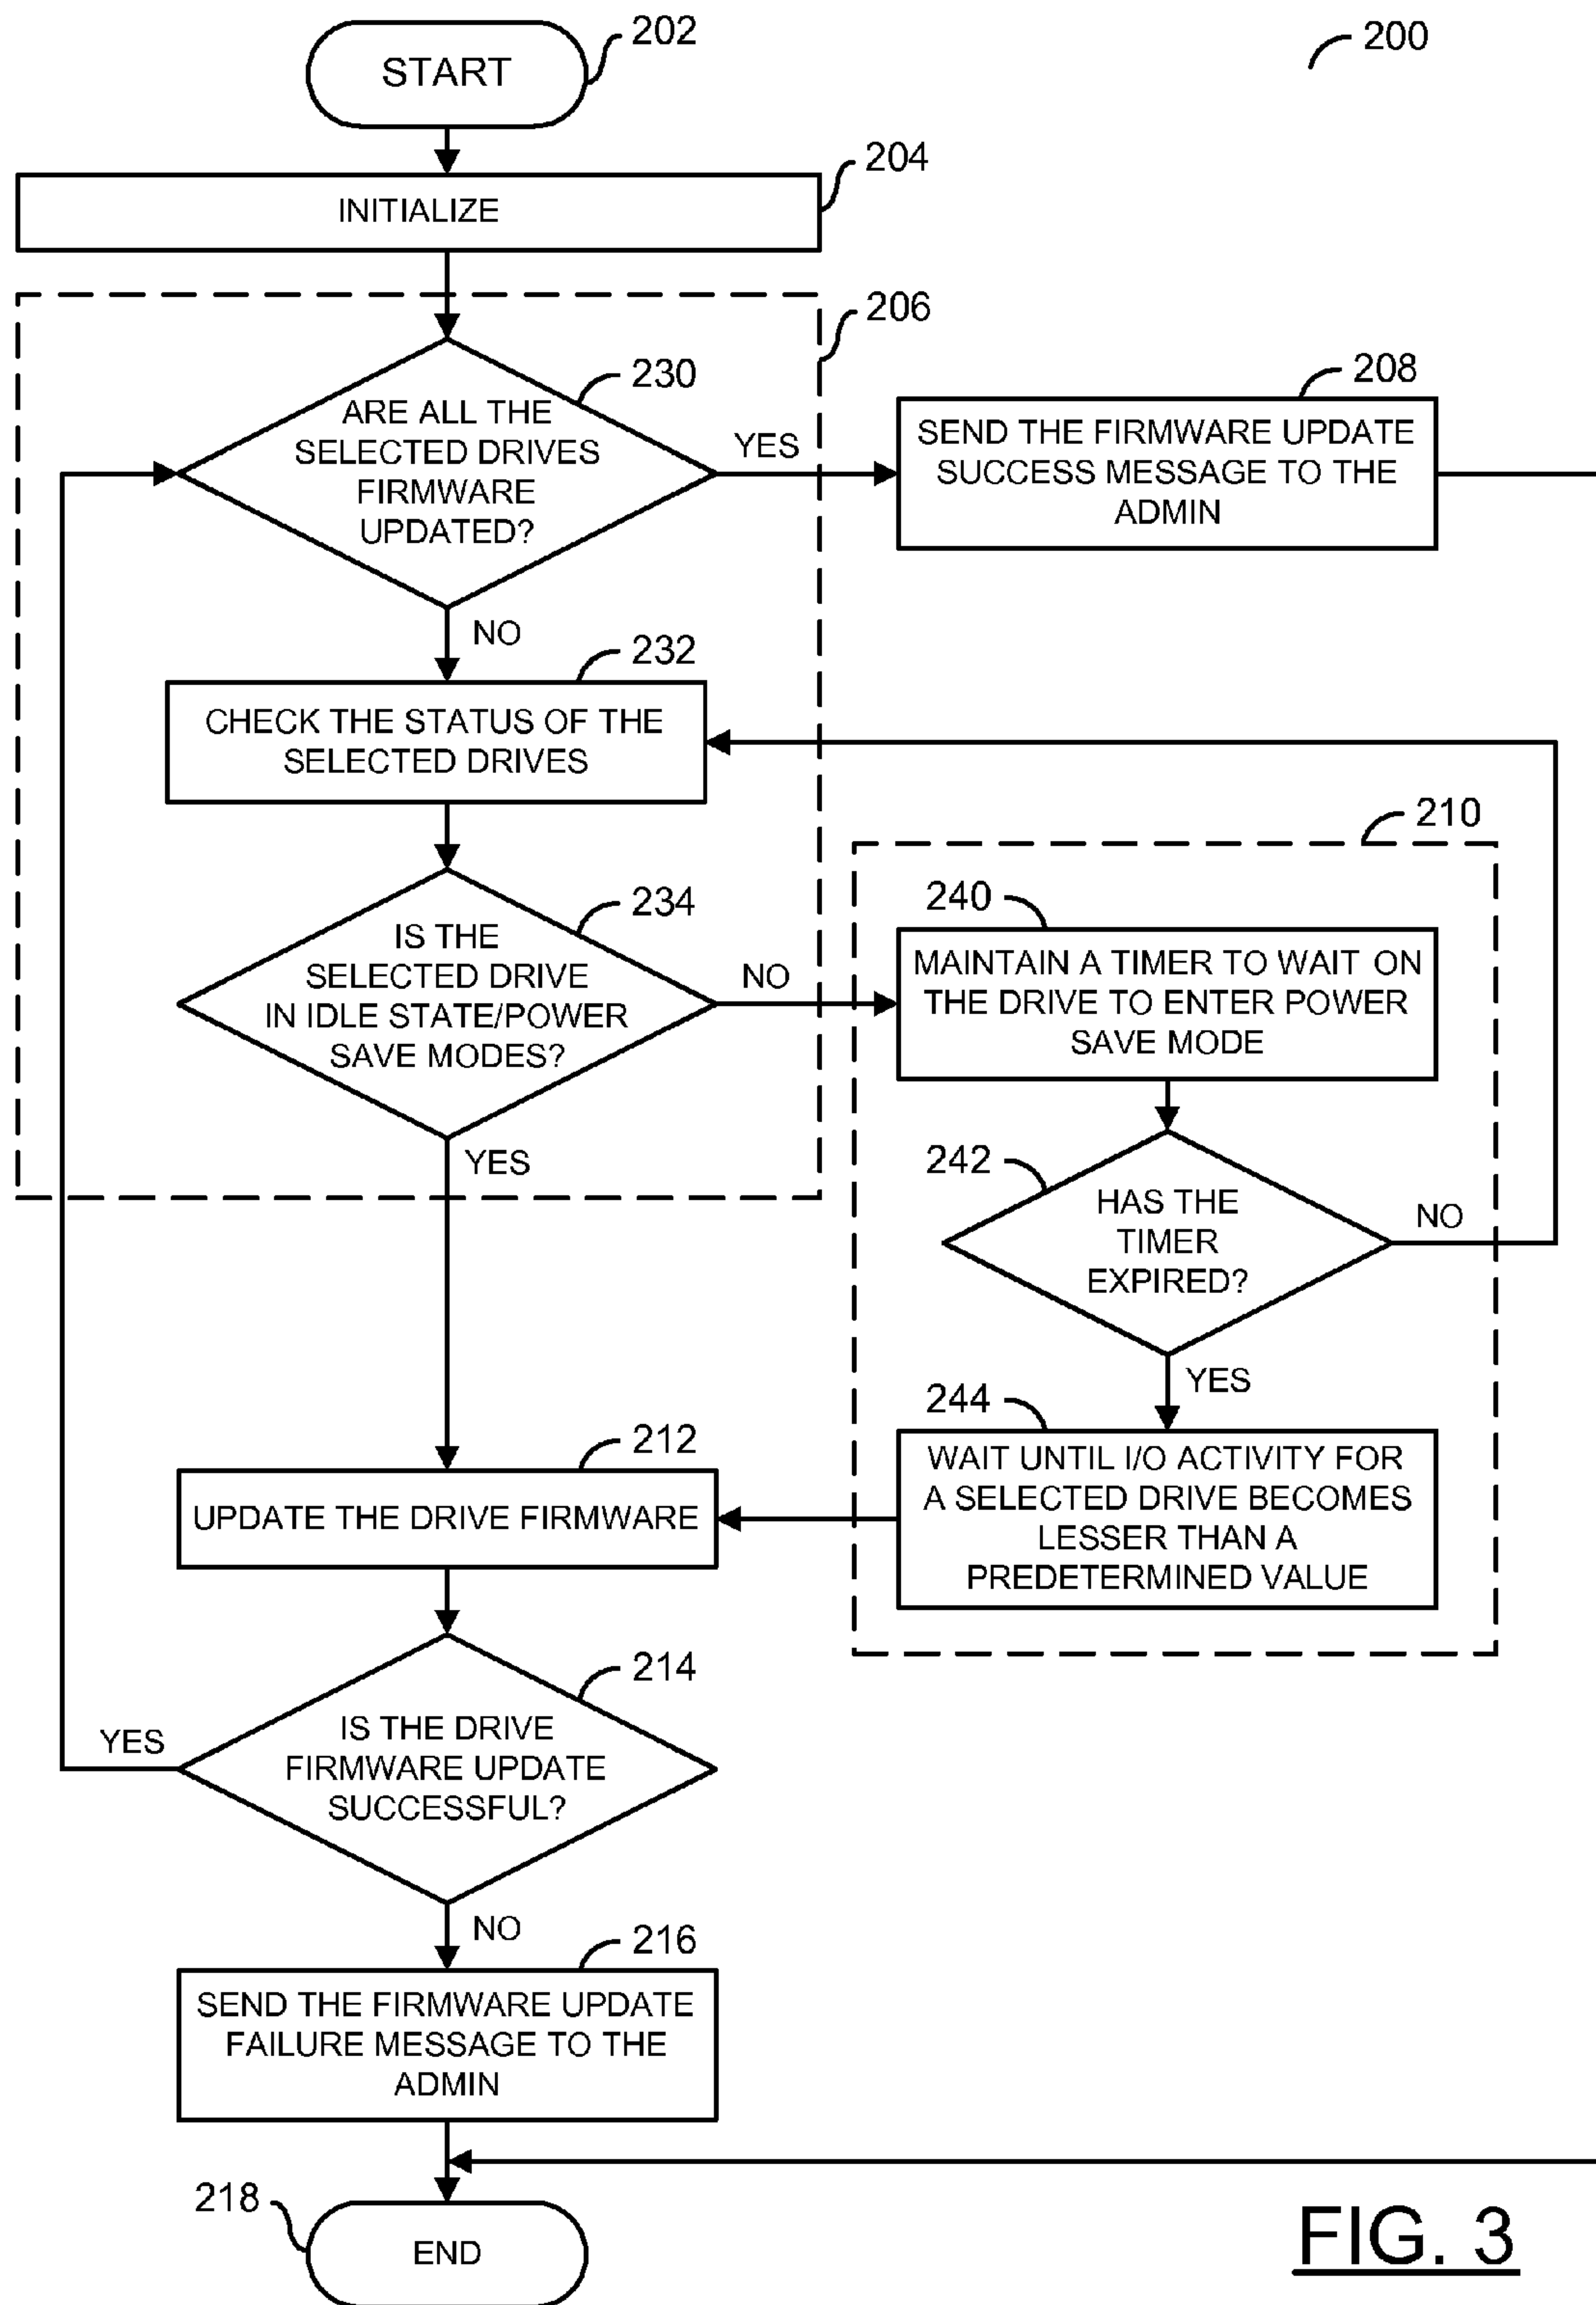 202
200
START
204
INITIALIZE
206
230
208
ARE ALL THE
SELECTED DRIVES
FIRMWARE
UPDATED?
YES
SEND THE FIRMWARE UPDATE
SUCCESS MESSAGE TO THE
ADMIN
NO
232
CHECK THE STATUS OF THE
SELECTED DRIVES
210
234
IS THE
SELECTED DRIVE
IN IDLE STATE/POWER
SAVE MODES?
NO
240
MAINTAIN A TIMER TO WAIT ON
THE DRIVE TO ENTER POWER
SAVE MODE
YES
242
HAS THE
TIMER
EXPIRED?
NO
YES
244
WAIT UNTIL I/O ACTIVITY FOR
A SELECTED DRIVE BECOMES
LESSER THAN A
PREDETERMINED VALUE
212
UPDATE THE DRIVE FIRMWARE
214
IS THE DRIVE
FIRMWARE UPDATE
SUCCESSFUL?
YES
NO
216
SEND THE FIRMWARE UPDATE
FAILURE MESSAGE TO THE
ADMIN
218
END
FIG. 3